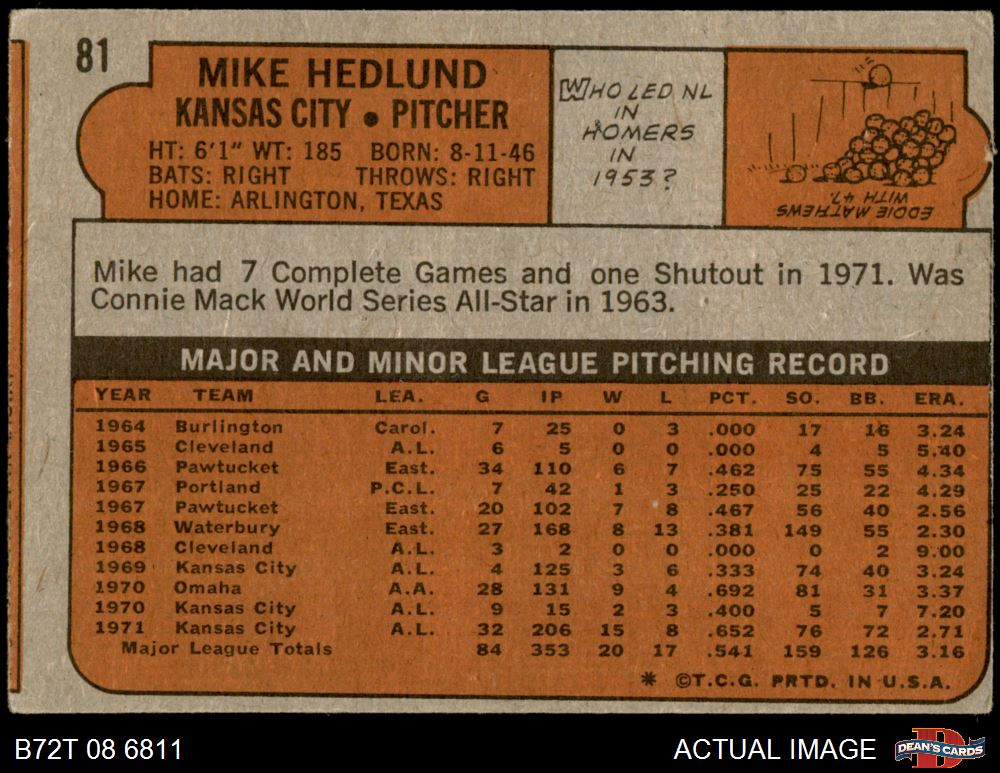 81
MIKE HEDLUND
KANSAS CITY • PITCHER
HT: 6'1" WT: 185 BORN: 8-11-46
BATS: RIGHT THROWS: RIGHT
HOME: ARLINGTON, TEXAS
WHO LED NL
IN
HOMERS
IN
1953?
EDDIE MATHEWS
WITH 47.
Mike had 7 Complete Games and one Shutout in 1971. Was
Connie Mack World Series All-Star in 1963.
MAJOR AND MINOR LEAGUE PITCHING RECORD
YEAR TEAM LEA. G IP W L PCT. SO. BB. ERA.
1964 Burlington Carol. 7 25 0 3 .000 17 16 3.24
1965 Cleveland A.L. 6 5 0 0 .000 4 5 5.40
1966 Pawtucket East. 34 110 6 7 .462 75 55 4.34
1967 Portland P.C.L. 7 42 1 3 .250 25 22 4.29
1967 Pawtucket East. 20 102 7 8 .467 56 40 2.56
1968 Waterbury East. 27 168 8 13 .381 149 55 2.30
1968 Cleveland A.L. 3 2 0 0 .000 0 2 9.00
1969 Kansas City A.L. 4 125 3 6 .333 74 40 3.24
1970 Omaha A.A. 28 131 9 4 .692 81 31 3.37
1970 Kansas City A.L. 9 15 2 3 .400 5 7 7.20
1971 Kansas City A.L. 32 206 15 8 .652 76 72 2.71
Major League Totals 84 353 20 17 .541 159 126 3.16
* ©T.C.G. PRTD. IN U.S.A.
B72T 08 6811 ACTUAL IMAGE DEAN'S CARDS